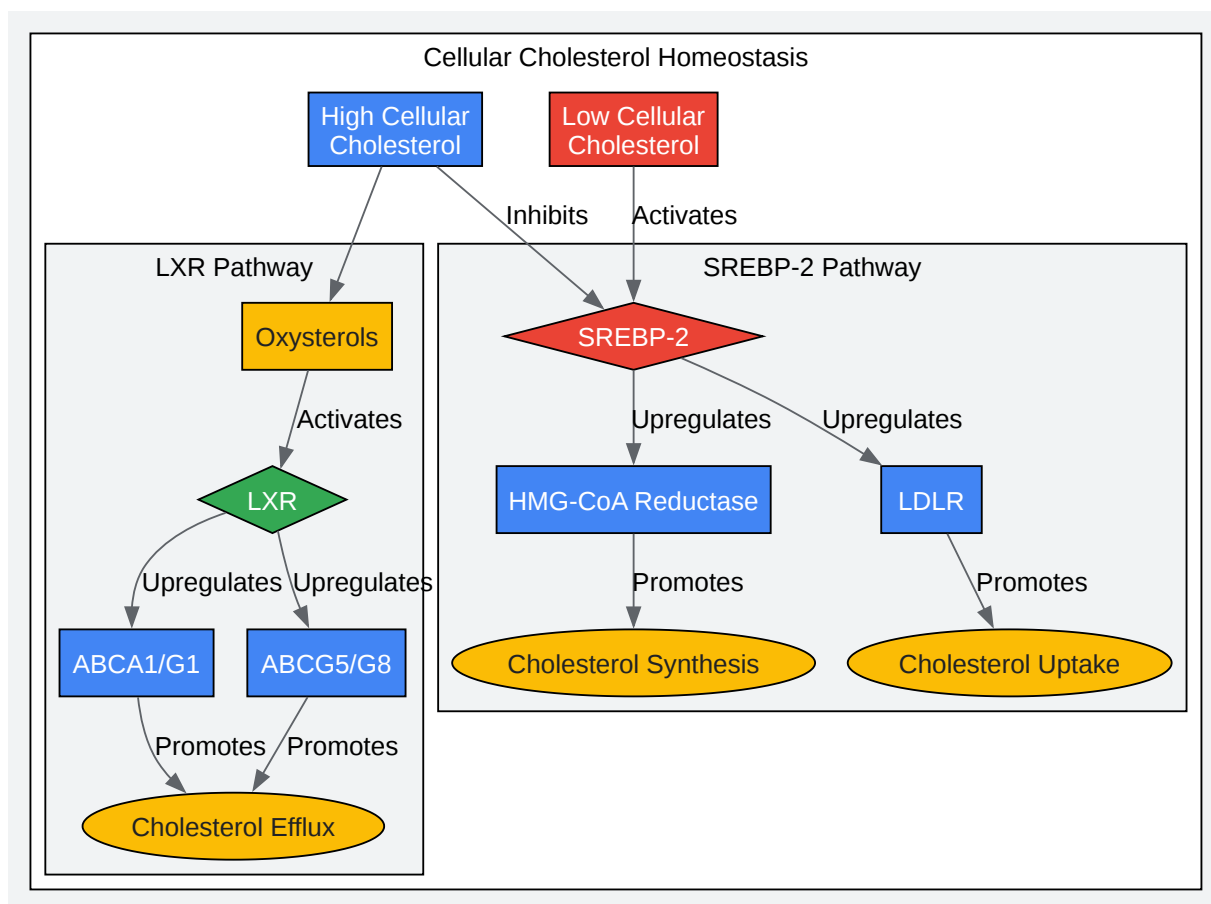 Cellular Cholesterol Homeostasis
High Cellular
Cholesterol
Low Cellular
Cholesterol
Inhibits
Activates
LXR Pathway
SREBP-2 Pathway
Oxysterols
SREBP-2
Activates
Upregulates
Upregulates
LXR
HMG-CoA Reductase
LDLR
Upregulates
Upregulates
Promotes
Promotes
ABCA1/G1
ABCG5/G8
Cholesterol Synthesis
Cholesterol Uptake
Promotes
Promotes
Cholesterol Efflux